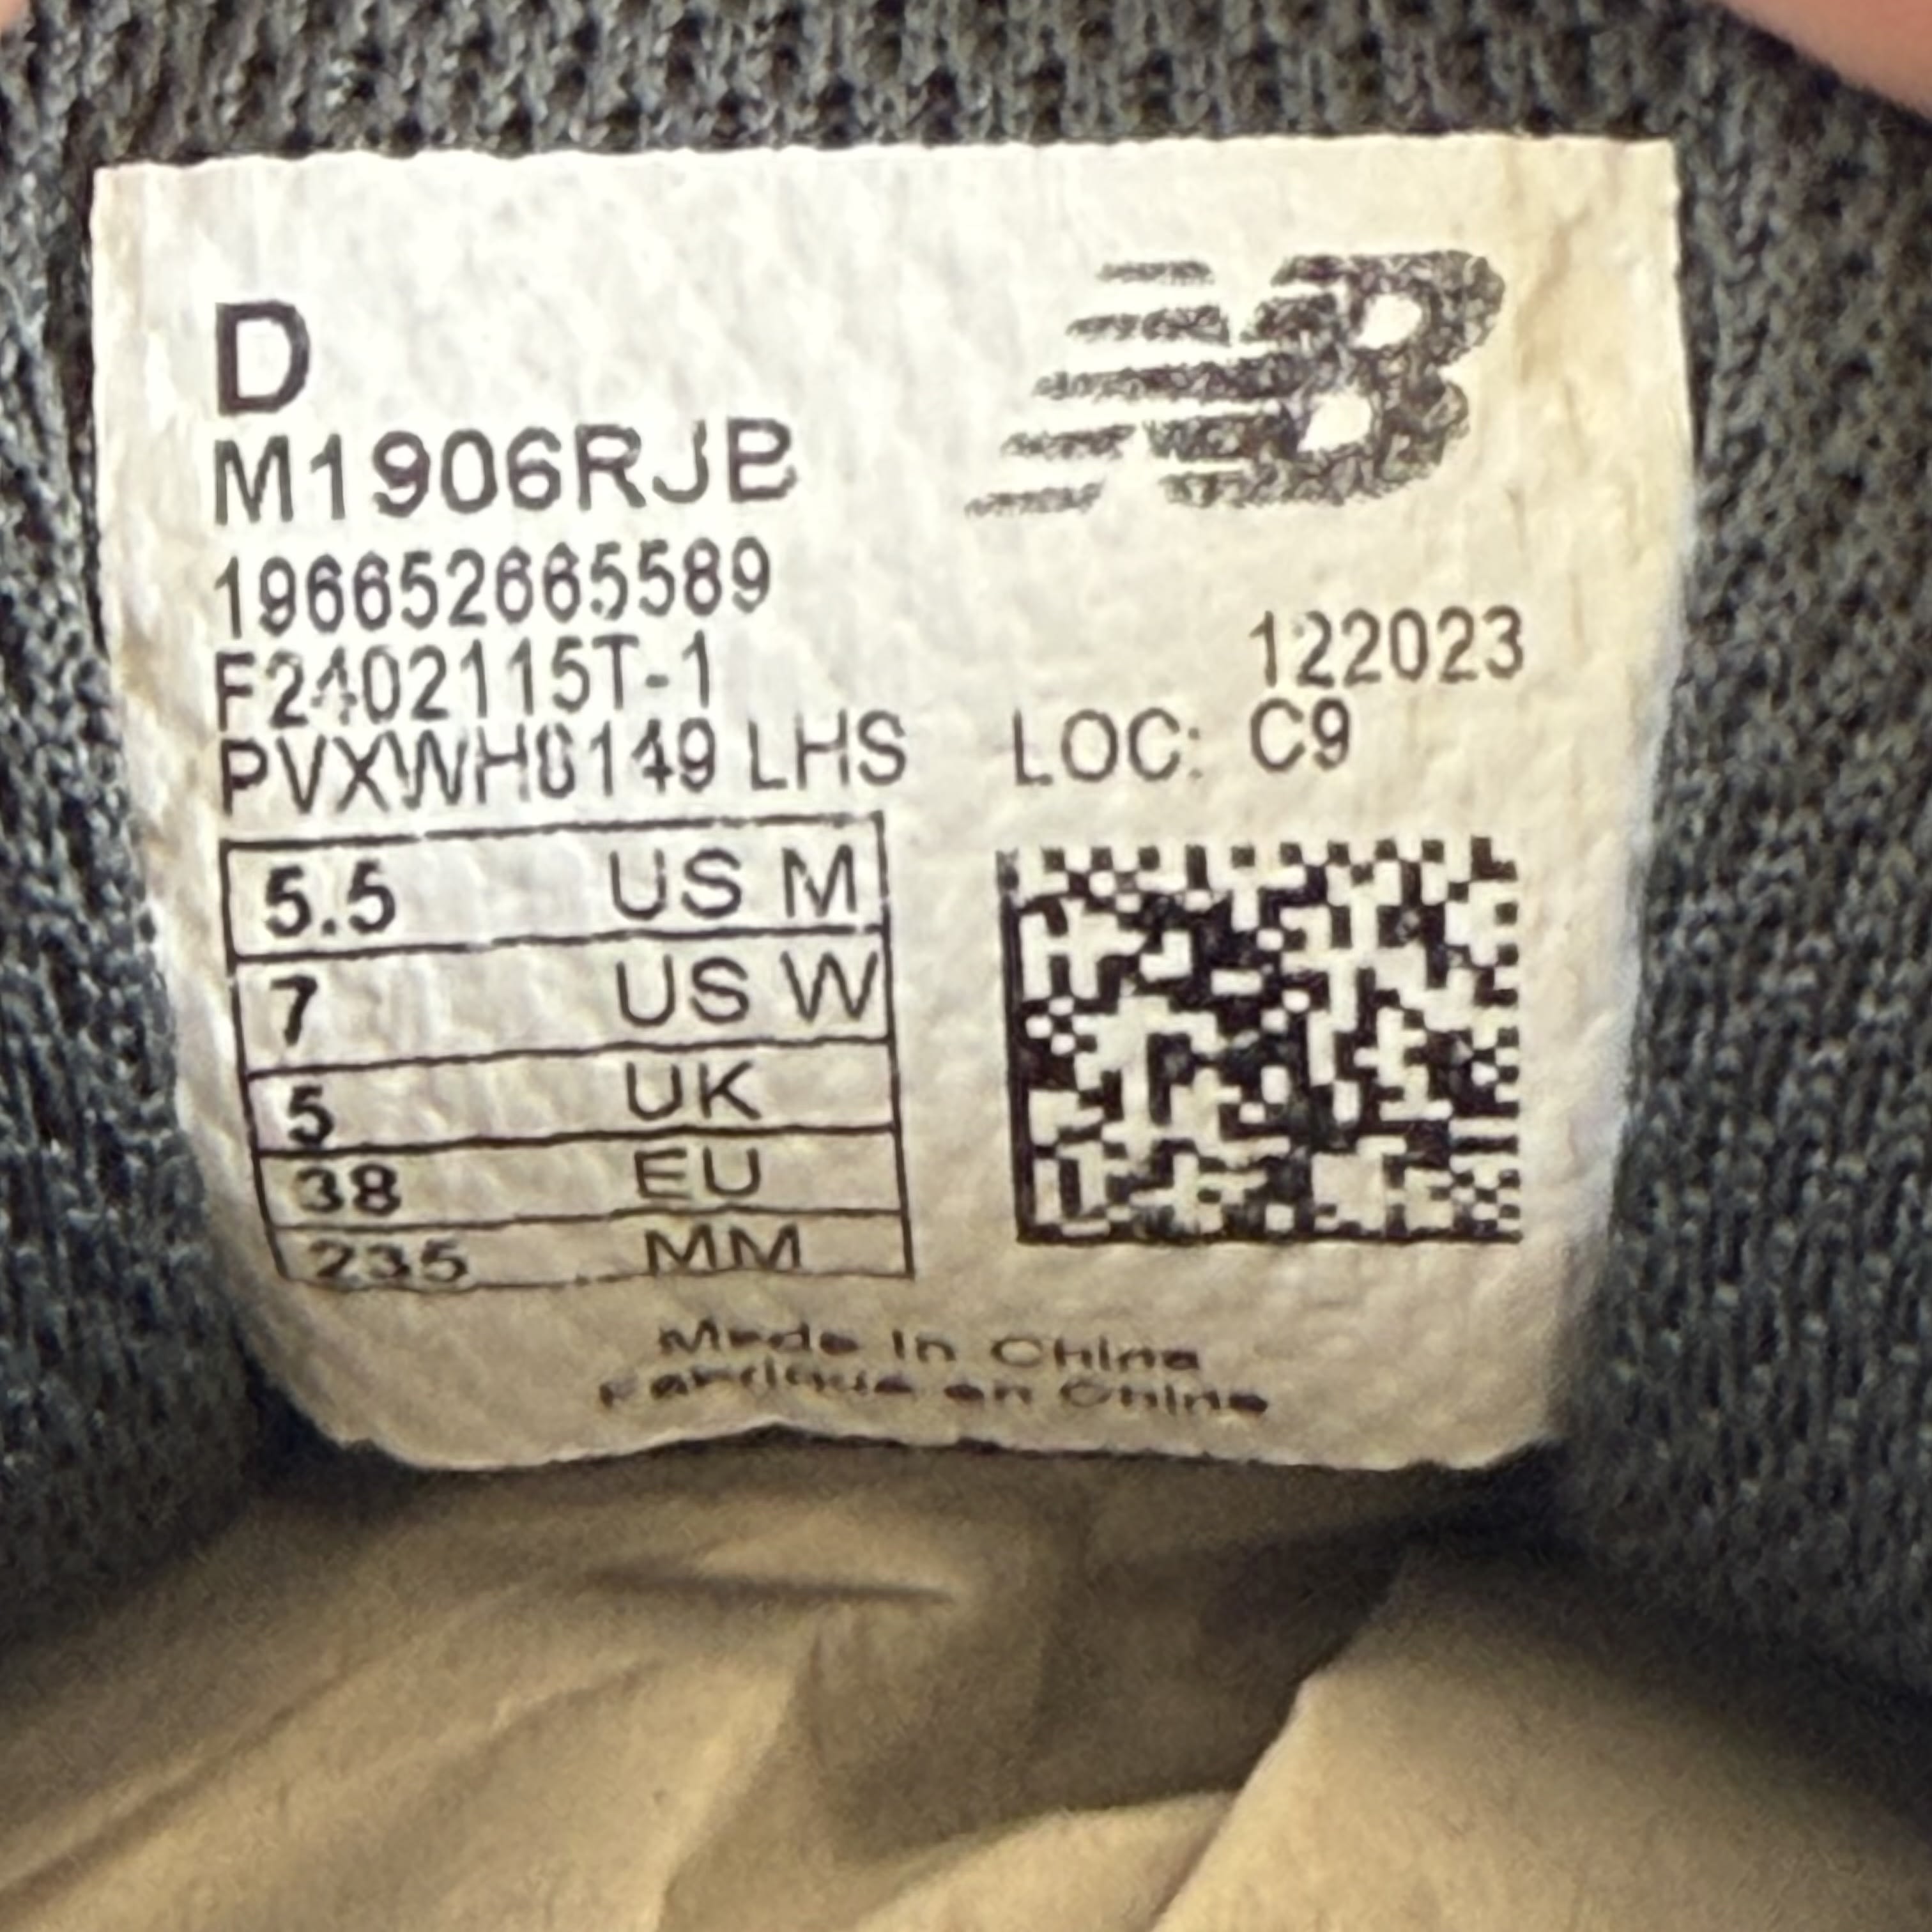 D
M1906RJB
196652665589
122023
F2402115T-1
PVXWH8149 LHS LOC: C9
5.5 US M
7 US W
5 UK
38 EU
235 MM
Made In China
Fabriqué en Chine